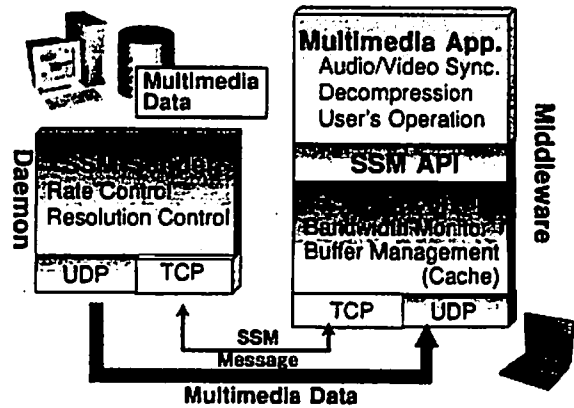 Multimedia
Data
Daemon
Rate Control
Resolution Control
UDP
TCP
Multimedia App.
Audio/Video Sync.
Decompression
User's Operation
SSM API
Bandwidth Monitor
Buffer Management
(Cache)
TCP
UDP
Middleware
SSM
Message
Multimedia Data